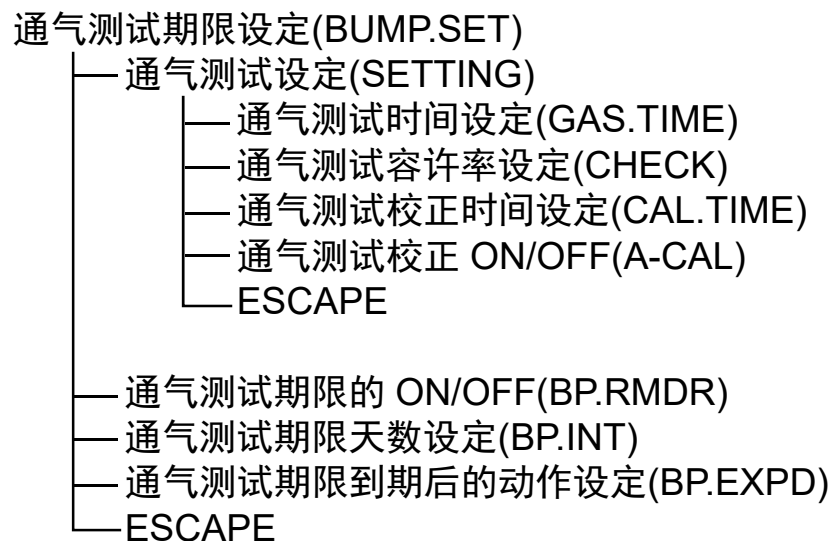 通气测试期限设定(BUMP.SET)
通气测试设定(SETTING)
通气测试时间设定(GAS.TIME)
通气测试容许率设定(CHECK)
通气测试校正时间设定(CAL.TIME)
通气测试校正 ON/OFF(A-CAL)
ESCAPE
通气测试期限的 ON/OFF(BP.RMDR)
通气测试期限天数设定(BP.INT)
通气测试期限到期后的动作设定(BP.EXPD)
ESCAPE